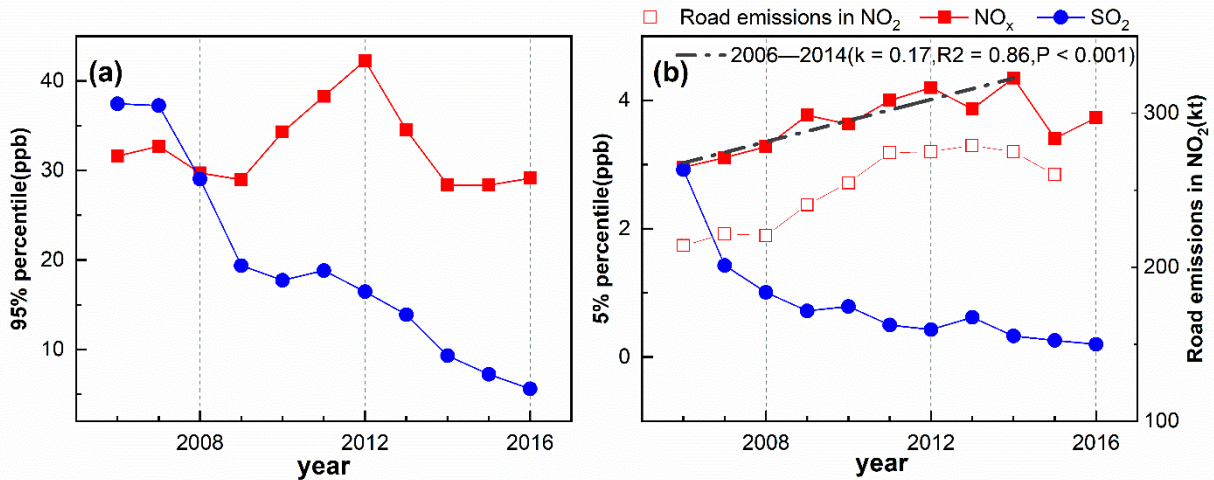 Road emissions in NO₂ NOₓ SO₂
(a)
95% percentile(ppb)
40
30
20
10
2008 2012 2016
year
(b)
2006—2014(k = 0.17,R2 = 0.86,P < 0.001)
5% percentile(ppb)
4
2
0
300
200
100
Road emissions in NO₂(kt)
2008 2012 2016
year